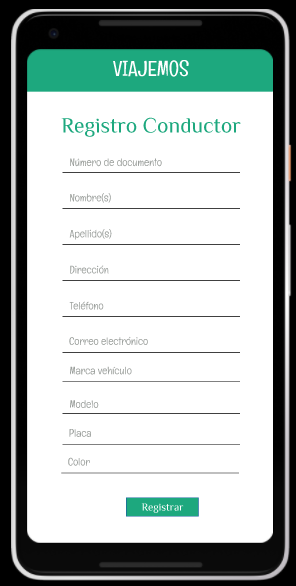 VIAJEMOS
Registro Conductor
Número de documento
Nombre(s)
Apellido(s)
Dirección
Teléfono
Correo electrónico
Marca vehículo
Modelo
Placa
Color
Registrar